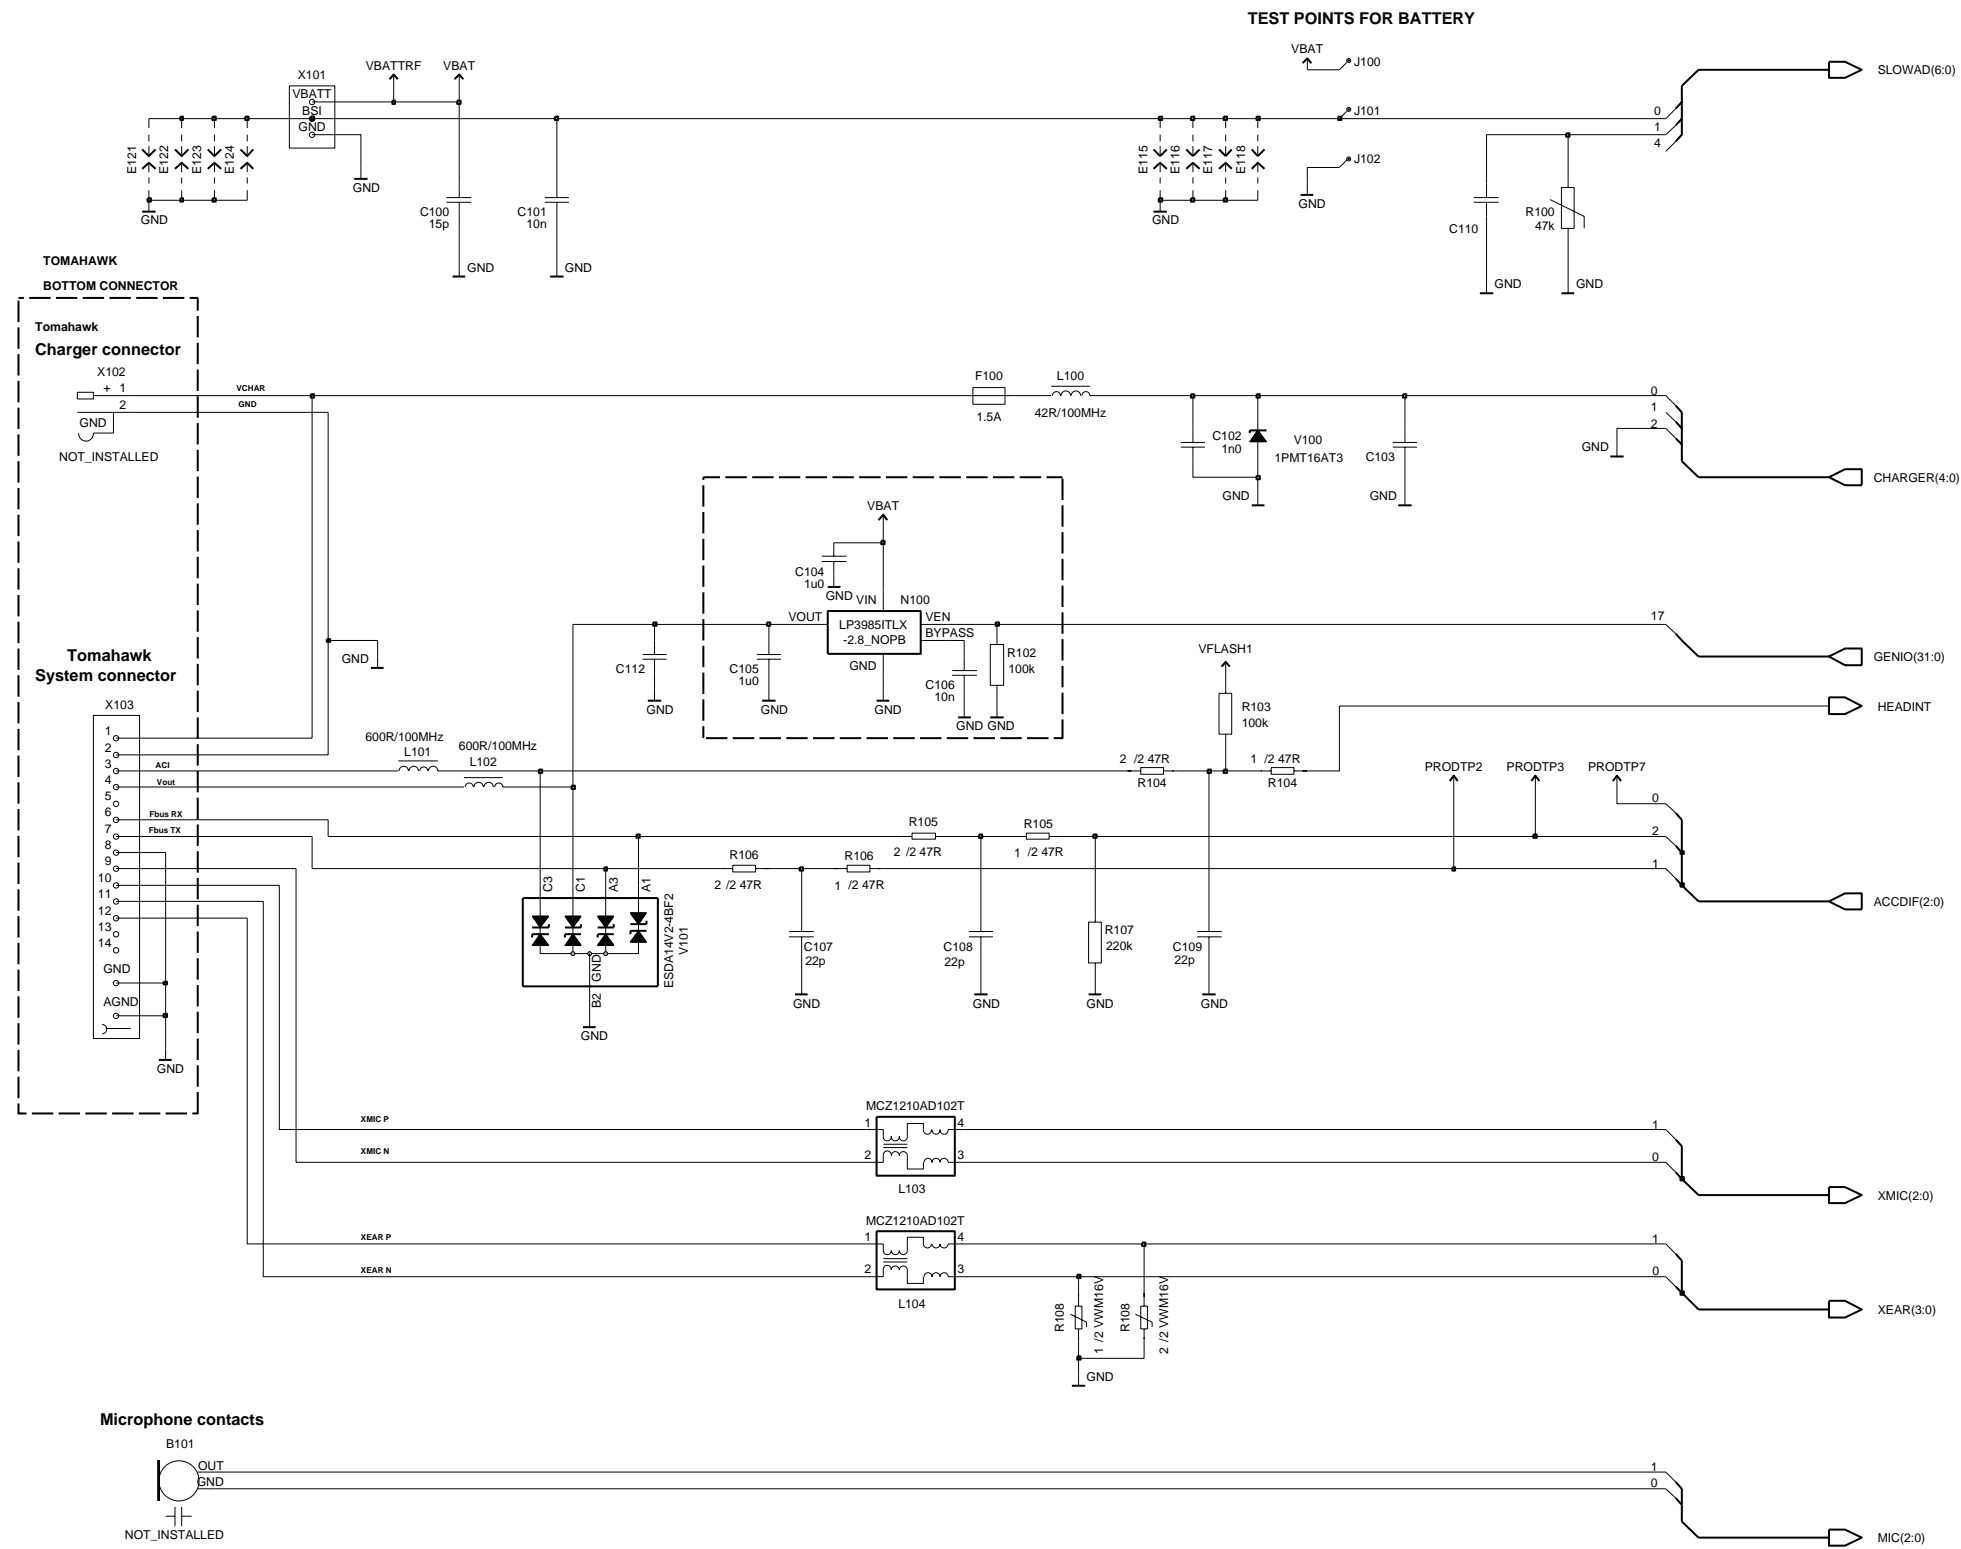 TEST POINTS FOR BATTERY
VBAT
J100
SLOWAD(6:0)
X101
VBATTRF
VBAT
VBATT
BSI
GND
J101
0
1
4
E121
E122
E123
E124
GND
GND
E115
E116
E117
E118
GND
J102
GND
C100
15p
GND
C101
10n
GND
C110
GND
R100
47k
GND
TOMAHAWK
BOTTOM CONNECTOR
Tomahawk
Charger connector
X102
+ 1
2
GND
NOT_INSTALLED
VCHAR
GND
F100
1.5A
L100
42R/100MHz
C102
1n0
V100
1PMT16AT3
GND
C103
GND
0
1
2
GND
CHARGER(4:0)
VBAT
C104
1u0
GND
VIN
N100
VOUT
LP3985ITLX
-2.8_NOPB
VEN
BYPASS
GND
GND
C112
GND
C105
1u0
GND
C106
10n
GND
R102
100k
GND
17
GENIO(31:0)
GND
VFLASH1
R103
100k
HEADINT
Tomahawk
System connector
X103
1
2
3
4
5
6
7
8
9
10
11
12
13
14
GND
AGND
GND
ACI
Vout
Fbus RX
Fbus TX
600R/100MHz
L101
600R/100MHz
L102
2 /2 47R
R104
1 /2 47R
R104
PRODTP2
PRODTP3
PRODTP7
0
2
1
ACCDIF(2:0)
R105
2 /2 47R
R105
1 /2 47R
R106
2 /2 47R
R106
1 /2 47R
C3
C1
A3
A1
GND
B2
ESDA14V2-4BF2
V101
GND
C107
22p
GND
C108
22p
GND
R107
220k
GND
C109
22p
GND
XMIC P
XMIC N
MCZ1210AD102T
1
2
4
3
L103
1
0
XMIC(2:0)
XEAR P
XEAR N
MCZ1210AD102T
1
2
4
3
L104
R108
1 /2 VWM16V
R108
2 /2 VWM16V
GND
1
0
XEAR(3:0)
Microphone contacts
B101
OUT
GND
NOT_INSTALLED
1
0
MIC(2:0)